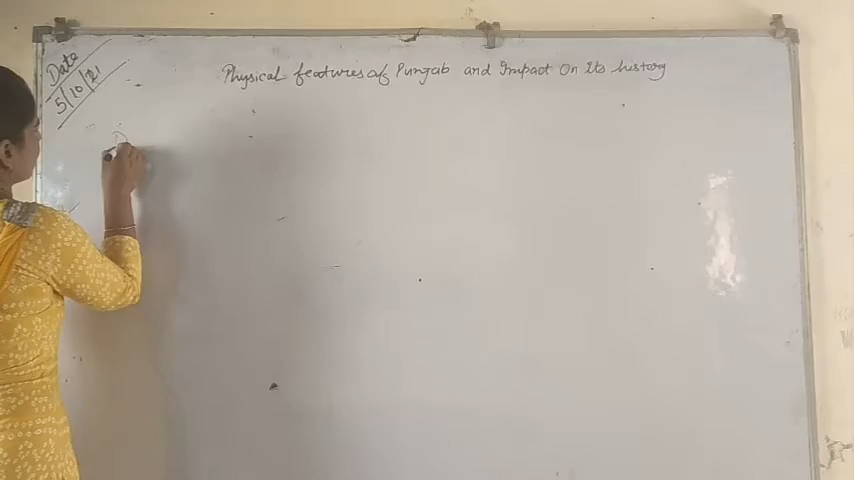 Date
5/10/21
Physical features of Punjab and Impact On Its history